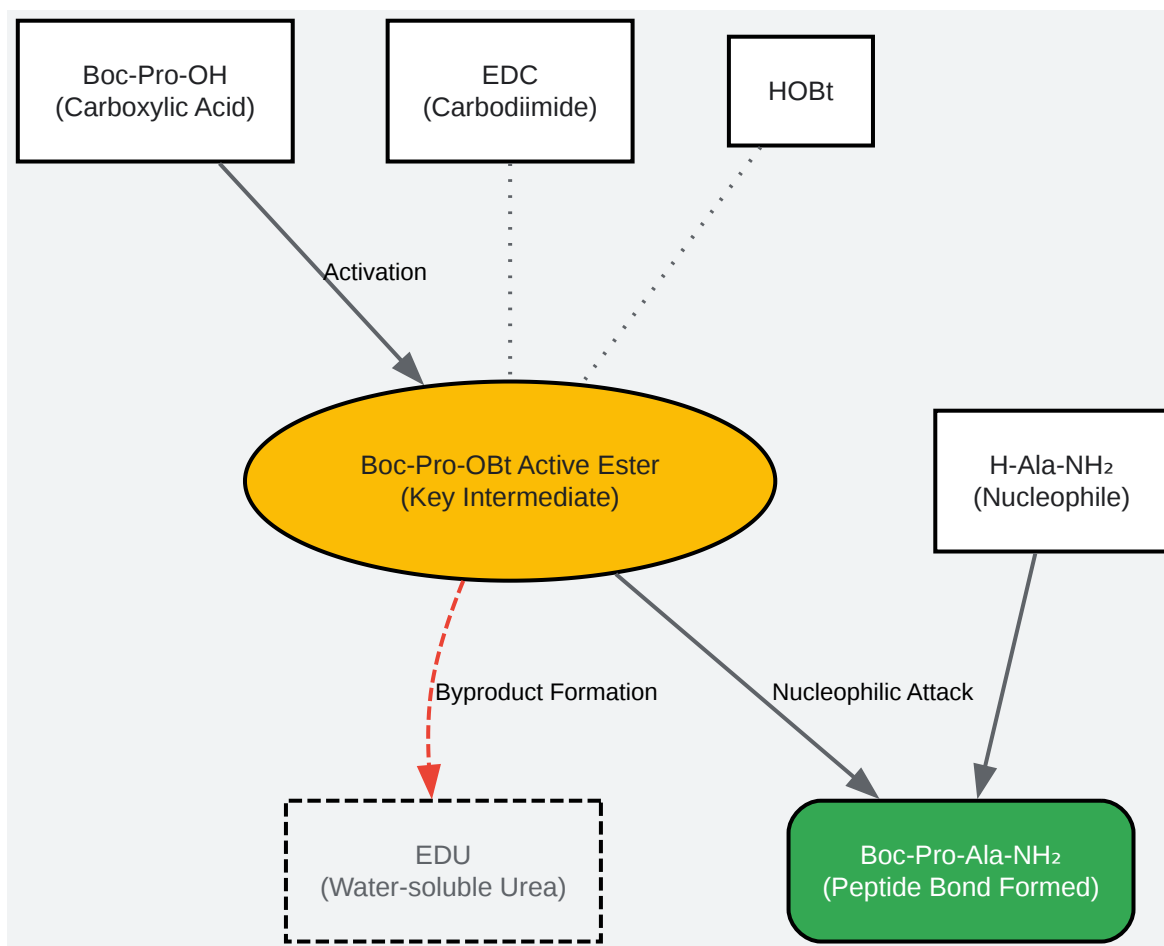 Boc-Pro-OH
(Carboxylic Acid)
EDC
(Carbodiimide)
HOBt
Activation
Boc-Pro-OBt Active Ester
(Key Intermediate)
H-Ala-NH₂
(Nucleophile)
Byproduct Formation
Nucleophilic Attack
EDU
(Water-soluble Urea)
Boc-Pro-Ala-NH₂
(Peptide Bond Formed)